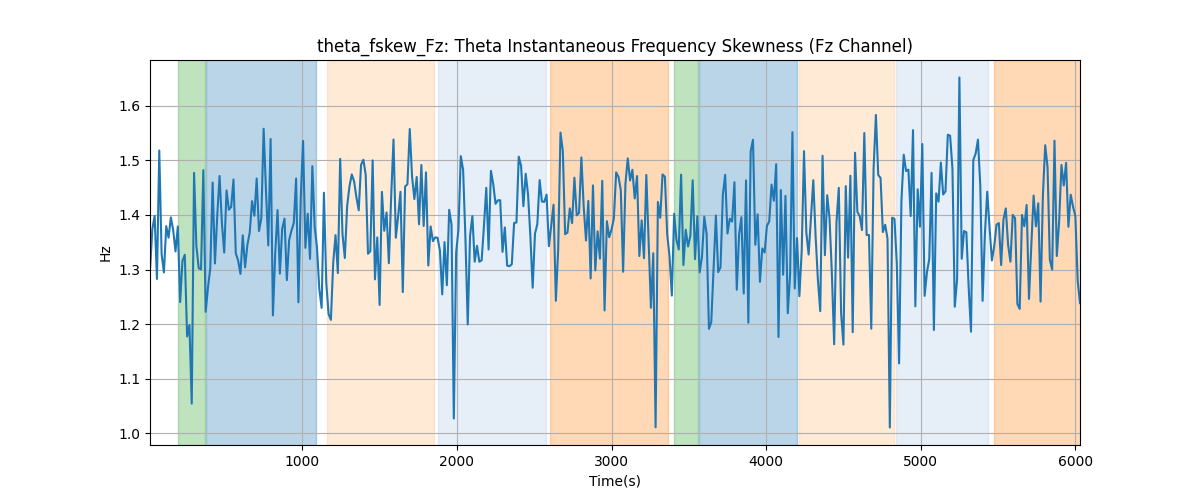 theta_fskew_Fz: Theta Instantaneous Frequency Skewness (Fz Channel)
1.6
1.5
1.4
1.3
1.2
1.1
1.0
Hz
1000 2000 3000 4000 5000 6000
Time(s)